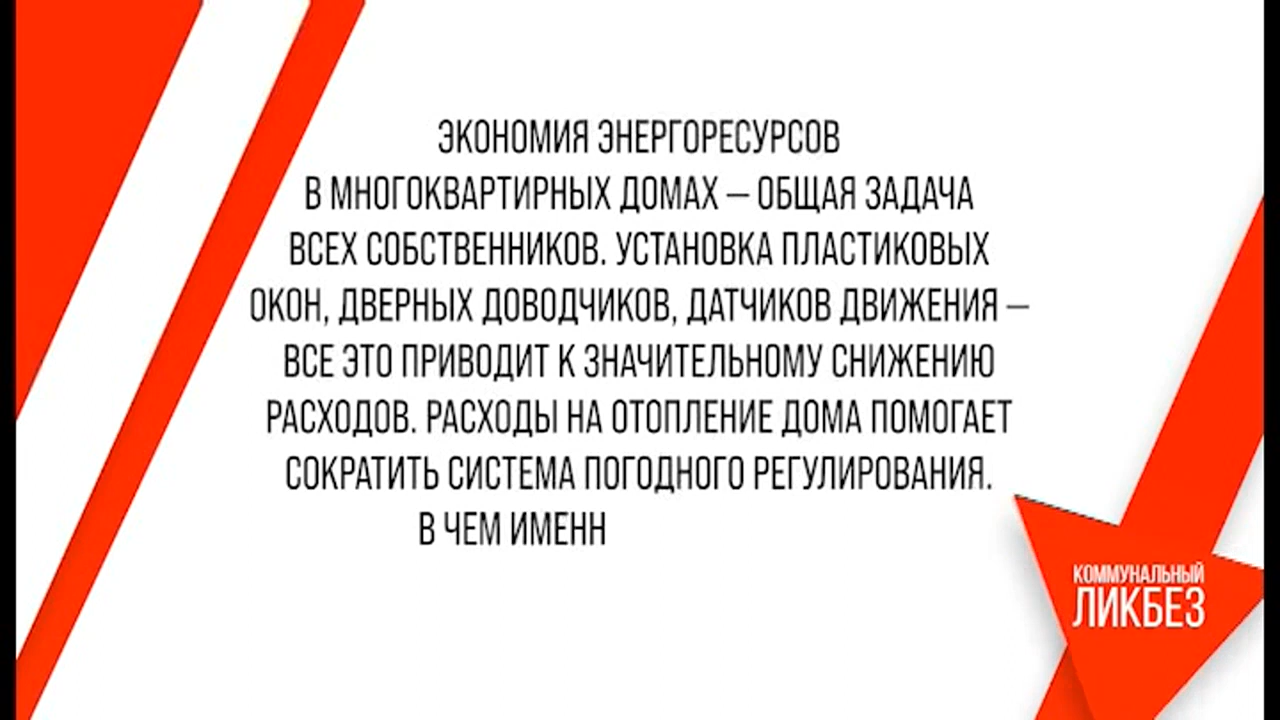 ЭКОНОМИЯ ЭНЕРГОРЕСУРСОВ
В МНОГОКВАРТИРНЫХ ДОМАХ – ОБЩАЯ ЗАДАЧА
ВСЕХ СОБСТВЕННИКОВ. УСТАНОВКА ПЛАСТИКОВЫХ
ОКОН, ДВЕРНЫХ ДОВОДЧИКОВ, ДАТЧИКОВ ДВИЖЕНИЯ –
ВСЕ ЭТО ПРИВОДИТ К ЗНАЧИТЕЛЬНОМУ СНИЖЕНИЮ
РАСХОДОВ. РАСХОДЫ НА ОТОПЛЕНИЕ ДОМА ПОМОГАЕТ
СОКРАТИТЬ СИСТЕМА ПОГОДНОГО РЕГУЛИРОВАНИЯ.
В ЧЕМ ИМЕНН
КОММУНАЛЬНЫЙ
ЛИКБЕЗ